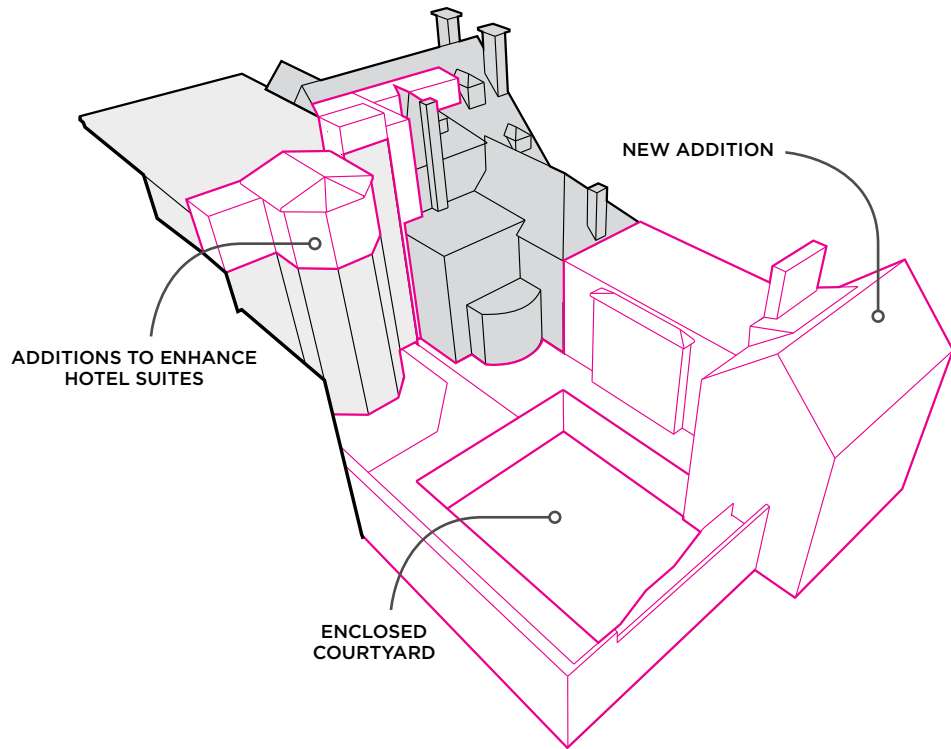 NEW ADDITION
ADDITIONS TO ENHANCE
HOTEL SUITES
ENCLOSED
COURTYARD